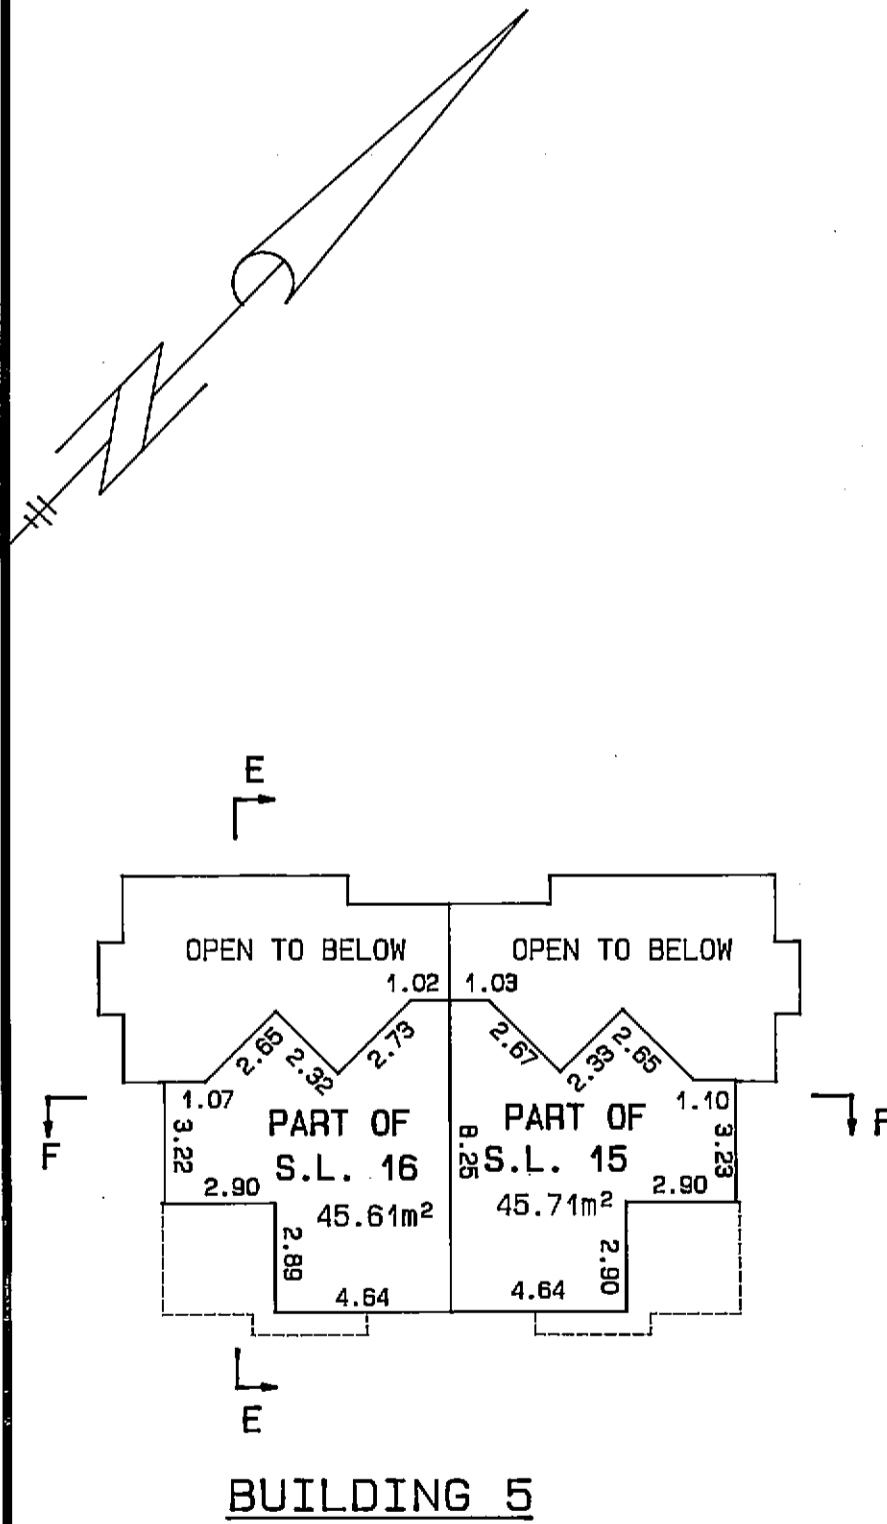 N
E
OPEN TO BELOW
OPEN TO BELOW
1.02
1.03
2.65
2.32
2.73
2.67
2.33
2.65
1.07
1.10
F
F
3.22
PART OF
S.L. 16
45.61m²
8.25
PART OF
S.L. 15
45.71m²
3.23
2.90
2.90
2.89
2.90
4.64
4.64
E
BUILDING 5